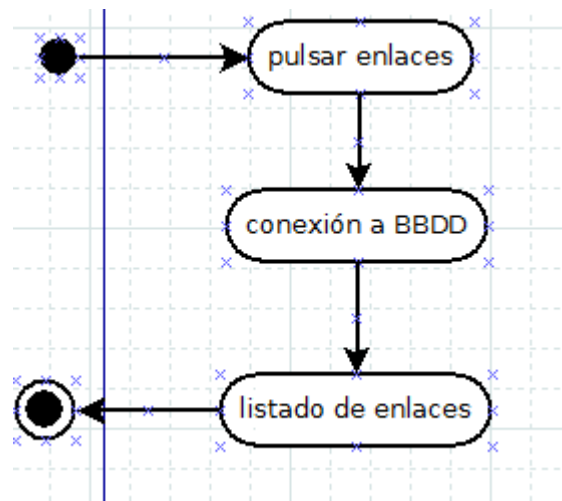 pulsar enlaces
conexión a BBDD
listado de enlaces